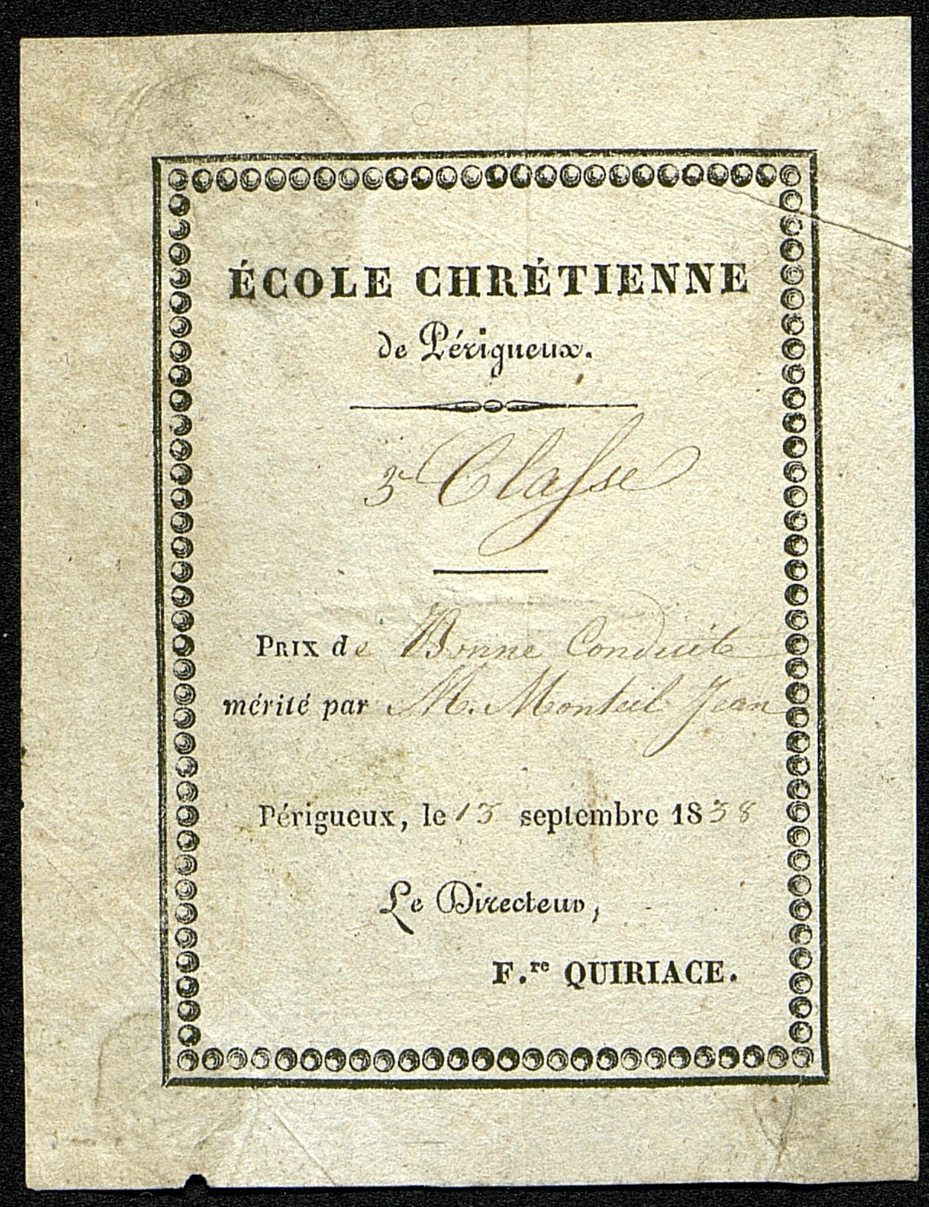 ÉCOLE CHRÉTIENNE
de Périgueux.
3e Classe
PRIX de Bonne Conduite
mérité par M. Monteil Jean
Périgueux, le 13 septembre 1838
Le Directeur,
F.re QUIRIACE.